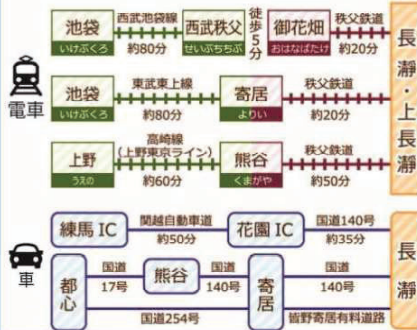 電車
池袋 いけぶくろ
西武池袋線
約80分
西武秩父 せいぶちちぶ
徒歩5分
御花畑 おはなばたけ
秩父鉄道
約20分
池袋 いけぶくろ
東武東上線
約80分
寄居 よりい
秩父鉄道
約20分
上野 うえの
高崎線
(上野東京ライン)
約60分
熊谷 くまがや
秩父鉄道
約50分
長瀞・上長瀞
車
練馬 IC
関越自動車道
約50分
花園 IC
国道140号
約35分
都心
国道
17号
熊谷
国道
140号
寄居
国道
140号
国道254号
皆野寄居有料道路
長瀞